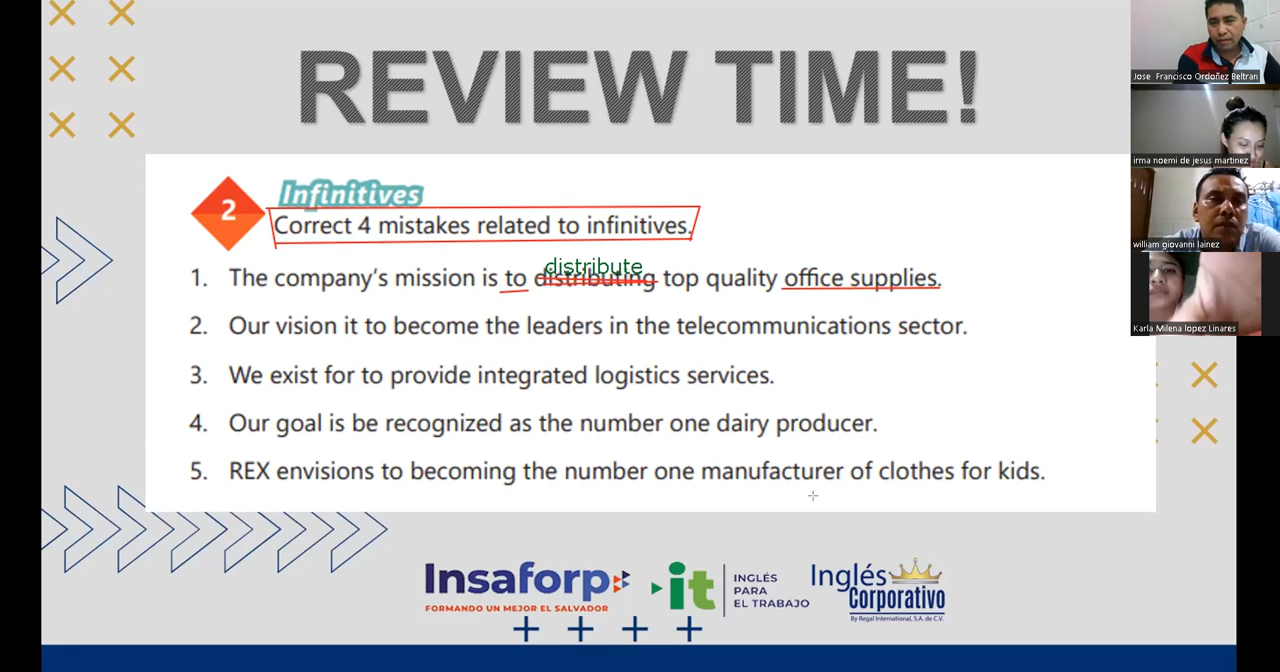 REVIEW TIME!
2
Infinitives
Correct 4 mistakes related to infinitives.
distribute
1. The company's mission is to distributing top quality office supplies.
2. Our vision it to become the leaders in the telecommunications sector.
3. We exist for to provide integrated logistics services.
4. Our goal is be recognized as the number one dairy producer.
5. REX envisions to becoming the number one manufacturer of clothes for kids.
Insaforp
FORMANDO UN MEJOR EL SALVADOR
it
INGLÉS
PARA
EL TRABAJO
Inglés
Corporativo
By Regal International, S.A. de C.V.
Jose Francisco Ordoñez Beltran
irma noemi de jesus martinez
william giovanni lainez
Karla Milena lopez Linares